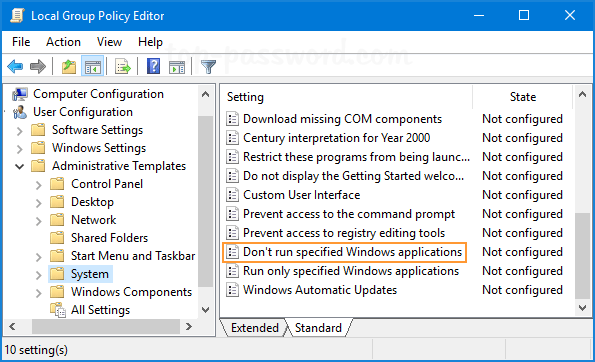 Local Group Policy Editor
File Action View Help
top-password.com
Computer Configuration
User Configuration
Software Settings
Windows Settings
Administrative Templates
Control Panel
Desktop
Network
Shared Folders
Start Menu and Taskbar
System
Windows Components
All Settings
Setting State
Download missing COM components Not configured
Century interpretation for Year 2000 Not configured
Restrict these programs from being launc... Not configured
Do not display the Getting Started welco... Not configured
Custom User Interface Not configured
Prevent access to the command prompt Not configured
Prevent access to registry editing tools Not configured
Don't run specified Windows applications Not configured
Run only specified Windows applications Not configured
Windows Automatic Updates Not configured
Extended Standard
10 setting(s)